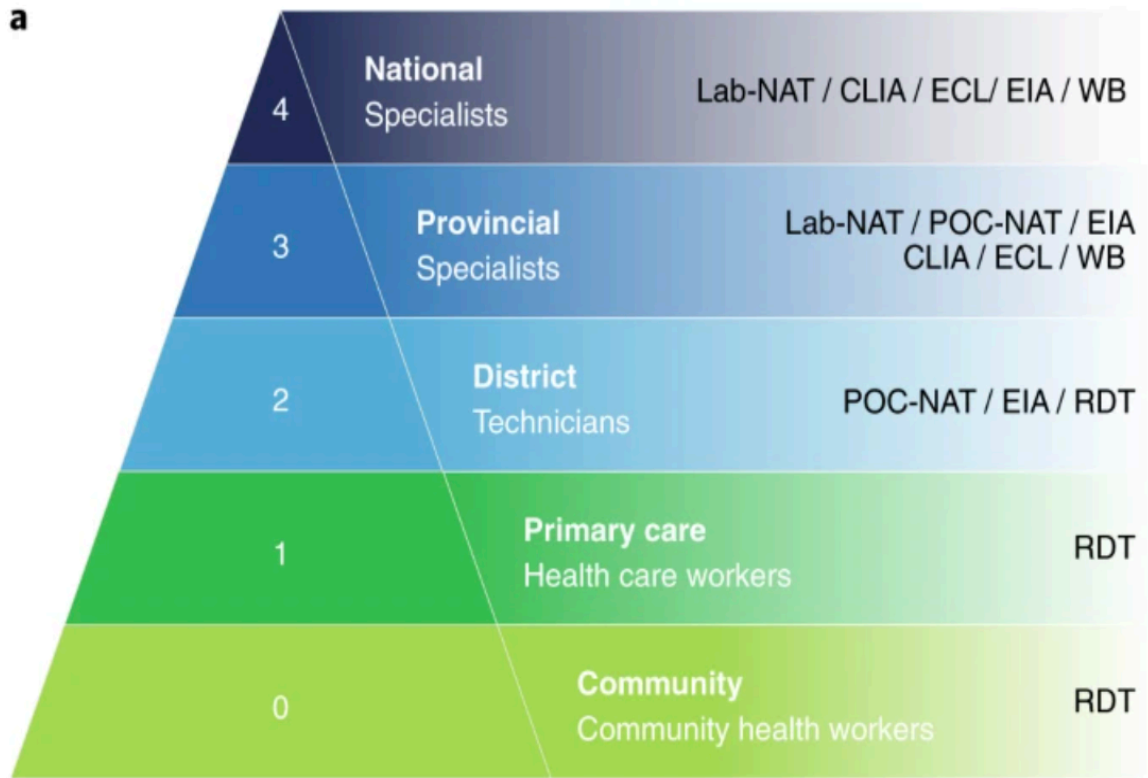 a
4
National
Specialists
Lab-NAT / CLIA / ECL/ EIA / WB
3
Provincial
Specialists
Lab-NAT / POC-NAT / EIA
CLIA / ECL / WB
2
District
Technicians
POC-NAT / EIA / RDT
1
Primary care
Health care workers
RDT
0
Community
Community health workers
RDT